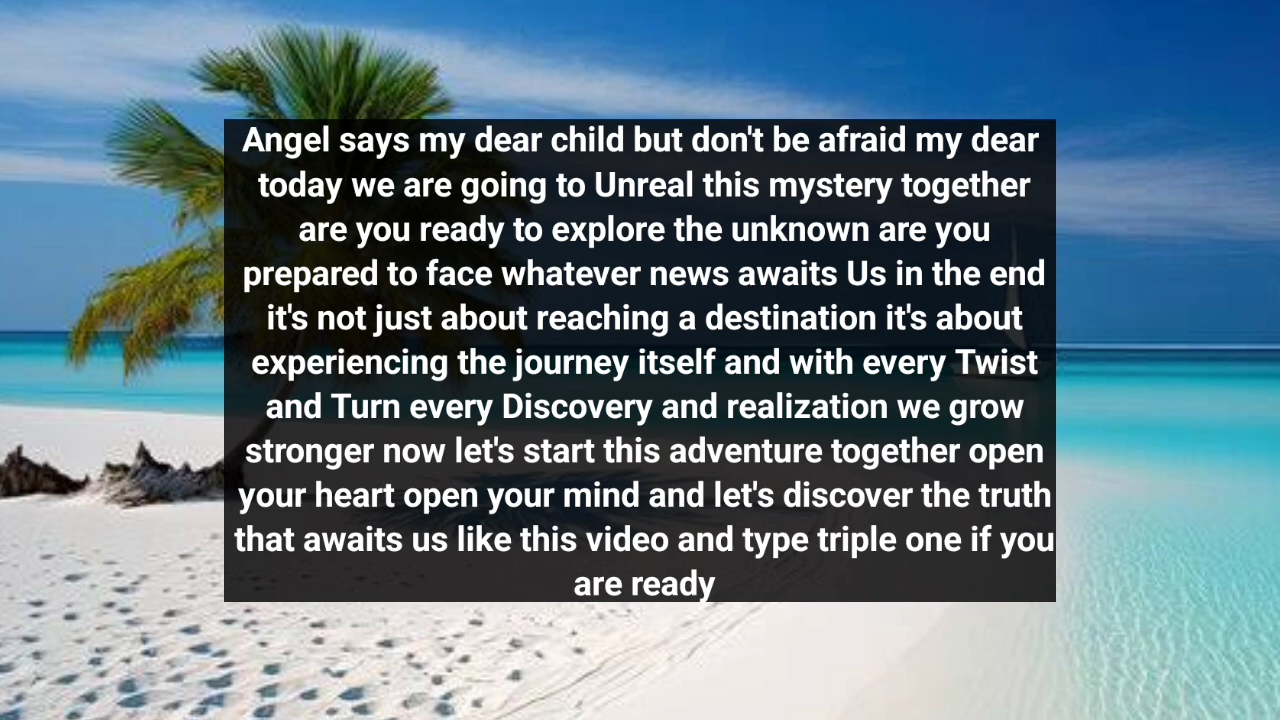 Angel says my dear child but don't be afraid my dear
today we are going to Unreal this mystery together
are you ready to explore the unknown are you
prepared to face whatever news awaits Us in the end
it's not just about reaching a destination it's about
experiencing the journey itself and with every Twist
and Turn every Discovery and realization we grow
stronger now let's start this adventure together open
your heart open your mind and let's discover the truth
that awaits us like this video and type triple one if you
are ready